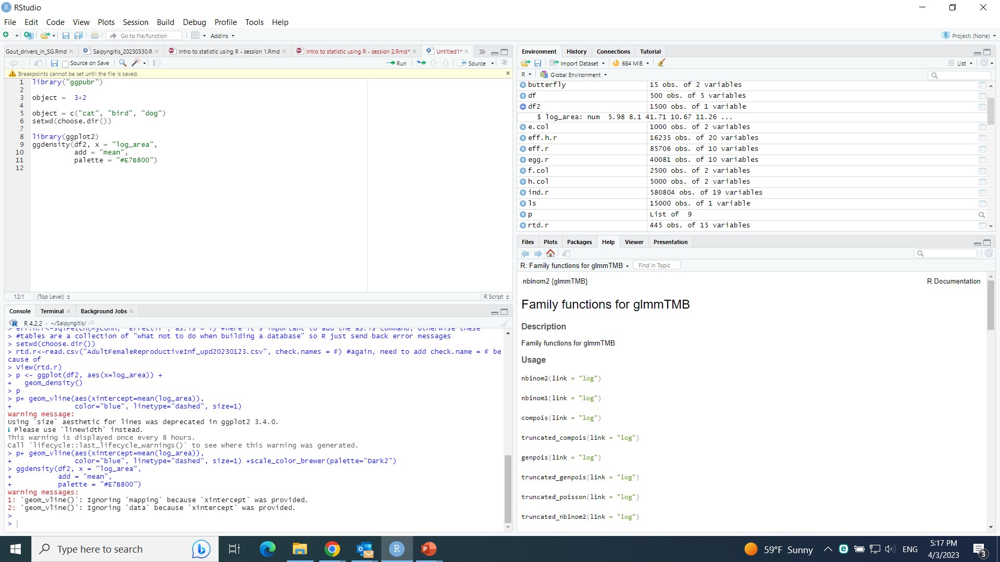 RStudio
File Edit Code View Plots Session Build Debug Profile Tools Help
Go to file/function Addins Project: (None)
Gout_drivers_in_SG.Rmd Salpyngitis_20230330.R Intro to statistic using R - session 1.Rmd Intro to statistic using R - session 2.Rmd* Untitled1*
Source on Save Run Source
Breakpoints cannot be set until the file is saved.
1 library("ggpubr")
2
3 object = 3+2
4
5 object = c("cat", "bird", "dog")
6 setwd(choose.dir())
7
8 library(ggplot2)
9 ggdensity(df2, x = "log_area",
10 add = "mean",
11 palette = "#E7B800")
12
12:1 (Top Level) R Script
Console Terminal Background Jobs
R 4.2.2 · ~/Salpyngitis/
> #tables are a collection of "what not to do when building a database" so R just send back error messages
> setwd(choose.dir())
> rtd.r<-read.csv("AdultFemaleReproductiveInf_upd20230123.csv", check.names = F) #again, need to add check.name = F be
cause of
> View(rtd.r)
> p <- ggplot(df2, aes(x=log_area)) +
+ geom_density()
> p
> p+ geom_vline(aes(xintercept=mean(log_area)),
+ color="blue", linetype="dashed", size=1)
Warning message:
Using `size` aesthetic for lines was deprecated in ggplot2 3.4.0.
i Please use `linewidth` instead.
This warning is displayed once every 8 hours.
Call `lifecycle::last_lifecycle_warnings()` to see where this warning was generated.
> p+ geom_vline(aes(xintercept=mean(log_area)),
+ color="blue", linetype="dashed", size=1) +scale_color_brewer(palette="Dark2")
> ggdensity(df2, x = "log_area",
+ add = "mean",
+ palette = "#E7B800")
Warning messages:
1: `geom_vline()`: Ignoring `mapping` because `xintercept` was provided.
2: `geom_vline()`: Ignoring `data` because `xintercept` was provided.
>
>
Environment History Connections Tutorial
Import Dataset 684 MiB List
R Global Environment
butterfly 15 obs. of 2 variables
df 500 obs. of 5 variables
df2 1500 obs. of 1 variable
$ log_area: num 5.98 8.1 41.71 10.67 11.26 ...
e.col 1000 obs. of 2 variables
eff.h.r 16235 obs. of 20 variables
eff.r 85706 obs. of 10 variables
egg.r 40081 obs. of 10 variables
f.col 2500 obs. of 2 variables
h.col 5000 obs. of 2 variables
ind.r 580804 obs. of 19 variables
ls 15000 obs. of 1 variable
p List of 9
rtd.r 445 obs. of 15 variables
Files Plots Packages Help Viewer Presentation
R: Family functions for glmmTMB Find in Topic
nbinom2 {glmmTMB} R Documentation
Family functions for glmmTMB
Description
Family functions for glmmTMB
Usage
nbinom2(link = "log")
nbinom1(link = "log")
compois(link = "log")
truncated_compois(link = "log")
genpois(link = "log")
truncated_genpois(link = "log")
truncated_poisson(link = "log")
truncated_nbinom2(link = "log")
Type here to search 59°F Sunny ENG 5:17 PM
4/3/2023 3